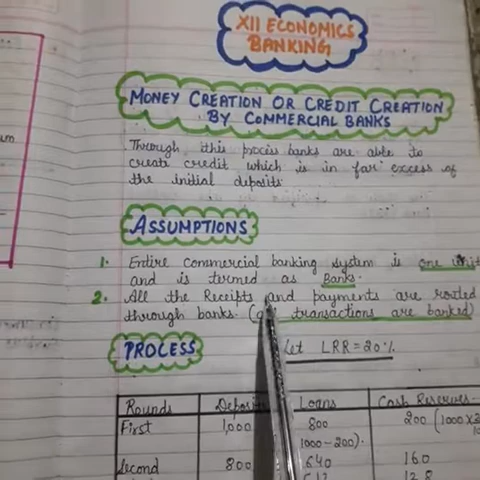 XII ECONOMICS
BANKING
MONEY CREATION OR CREDIT CREATION
BY COMMERCIAL BANKS
Through this process banks are able to
create credit which is in far excess of
the initial deposits
ASSUMPTIONS
1. Entire commercial banking system is one unit
and is termed as Banks.
2. All the Receipts and payments are routed
through banks. ( transactions are banked)
PROCESS
Let LRR = 20%
Rounds Deposits Loans Cash Reserves
First 1,000 800 200 (1000×
1000-200).
Second 800 640 160
128